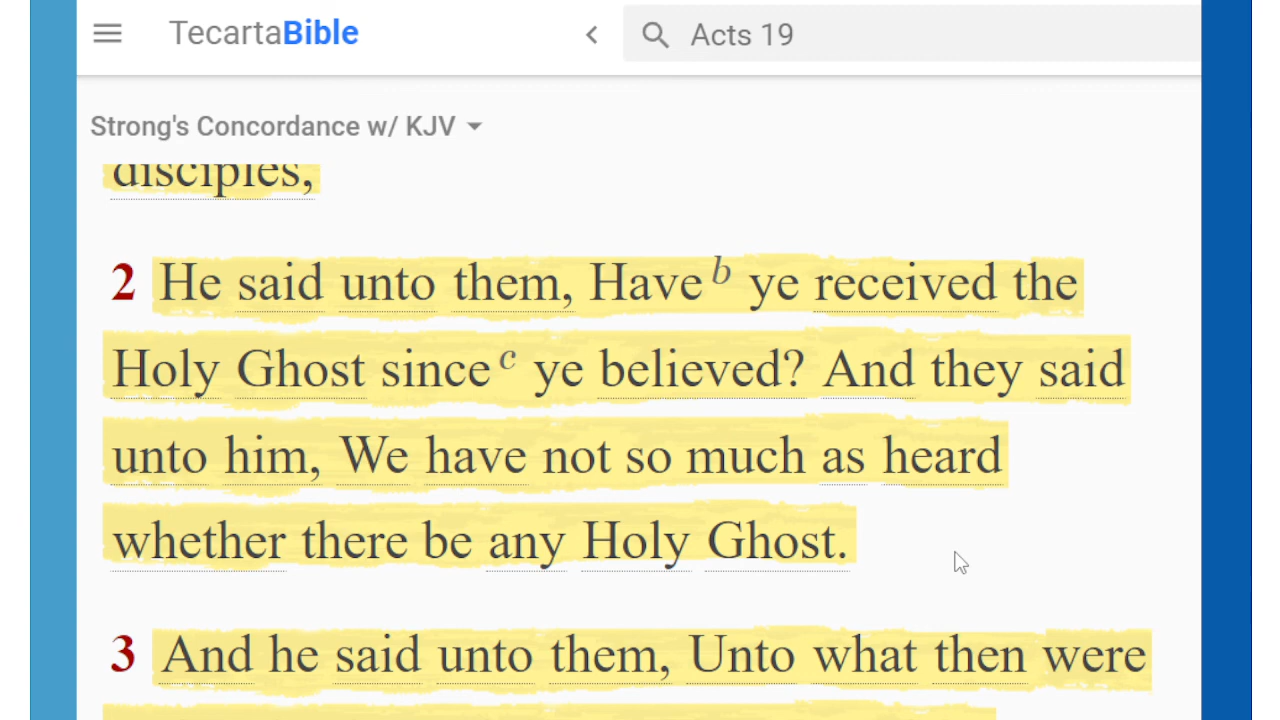 TecartaBible
Acts 19
Strong's Concordance w/ KJV
disciples,
2 He said unto them, Have b ye received the
Holy Ghost since c ye believed? And they said
unto him, We have not so much as heard
whether there be any Holy Ghost.
3 And he said unto them, Unto what then were